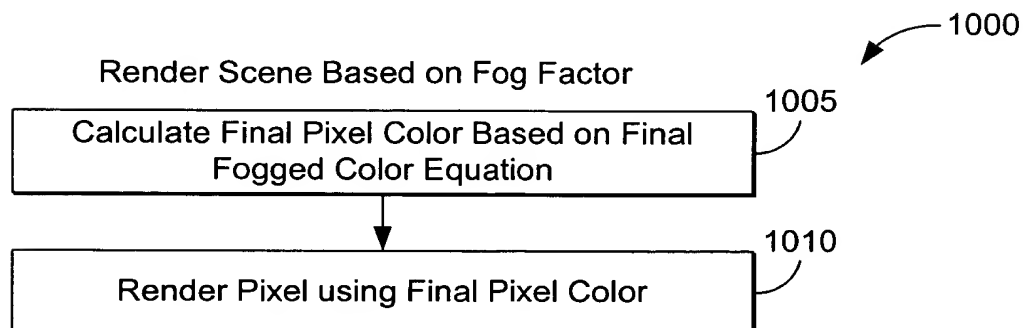 1000
Render Scene Based on Fog Factor
1005
Calculate Final Pixel Color Based on Final
Fogged Color Equation
1010
Render Pixel using Final Pixel Color